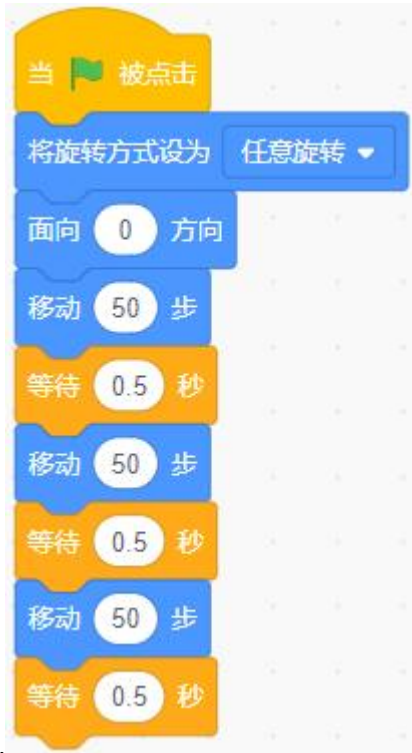 当 被点击
将旋转方式设为 任意旋转
面向 0 方向
移动 50 步
等待 0.5 秒
移动 50 步
等待 0.5 秒
移动 50 步
等待 0.5 秒